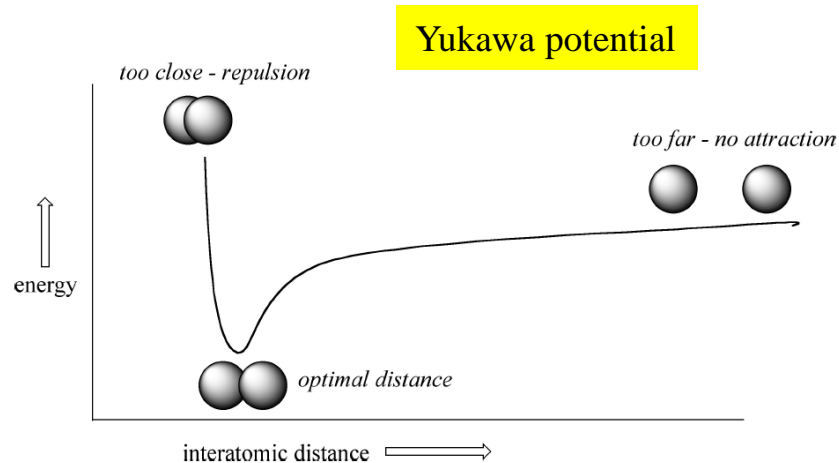 Yukawa potential
too close - repulsion
too far - no attraction
energy
optimal distance
interatomic distance